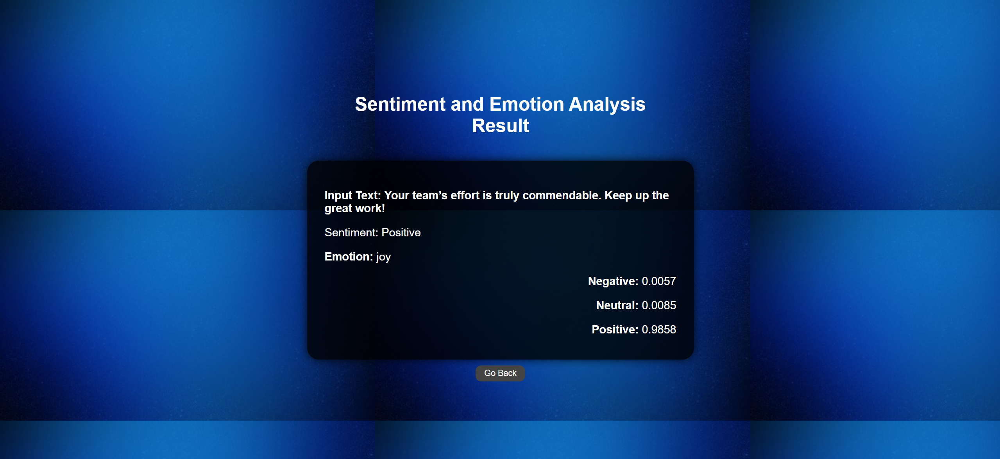 Sentiment and Emotion Analysis
Result
Input Text: Your team’s effort is truly commendable. Keep up the
great work!
Sentiment: Positive
Emotion: joy
Negative: 0.0057
Neutral: 0.0085
Positive: 0.9858
Go Back